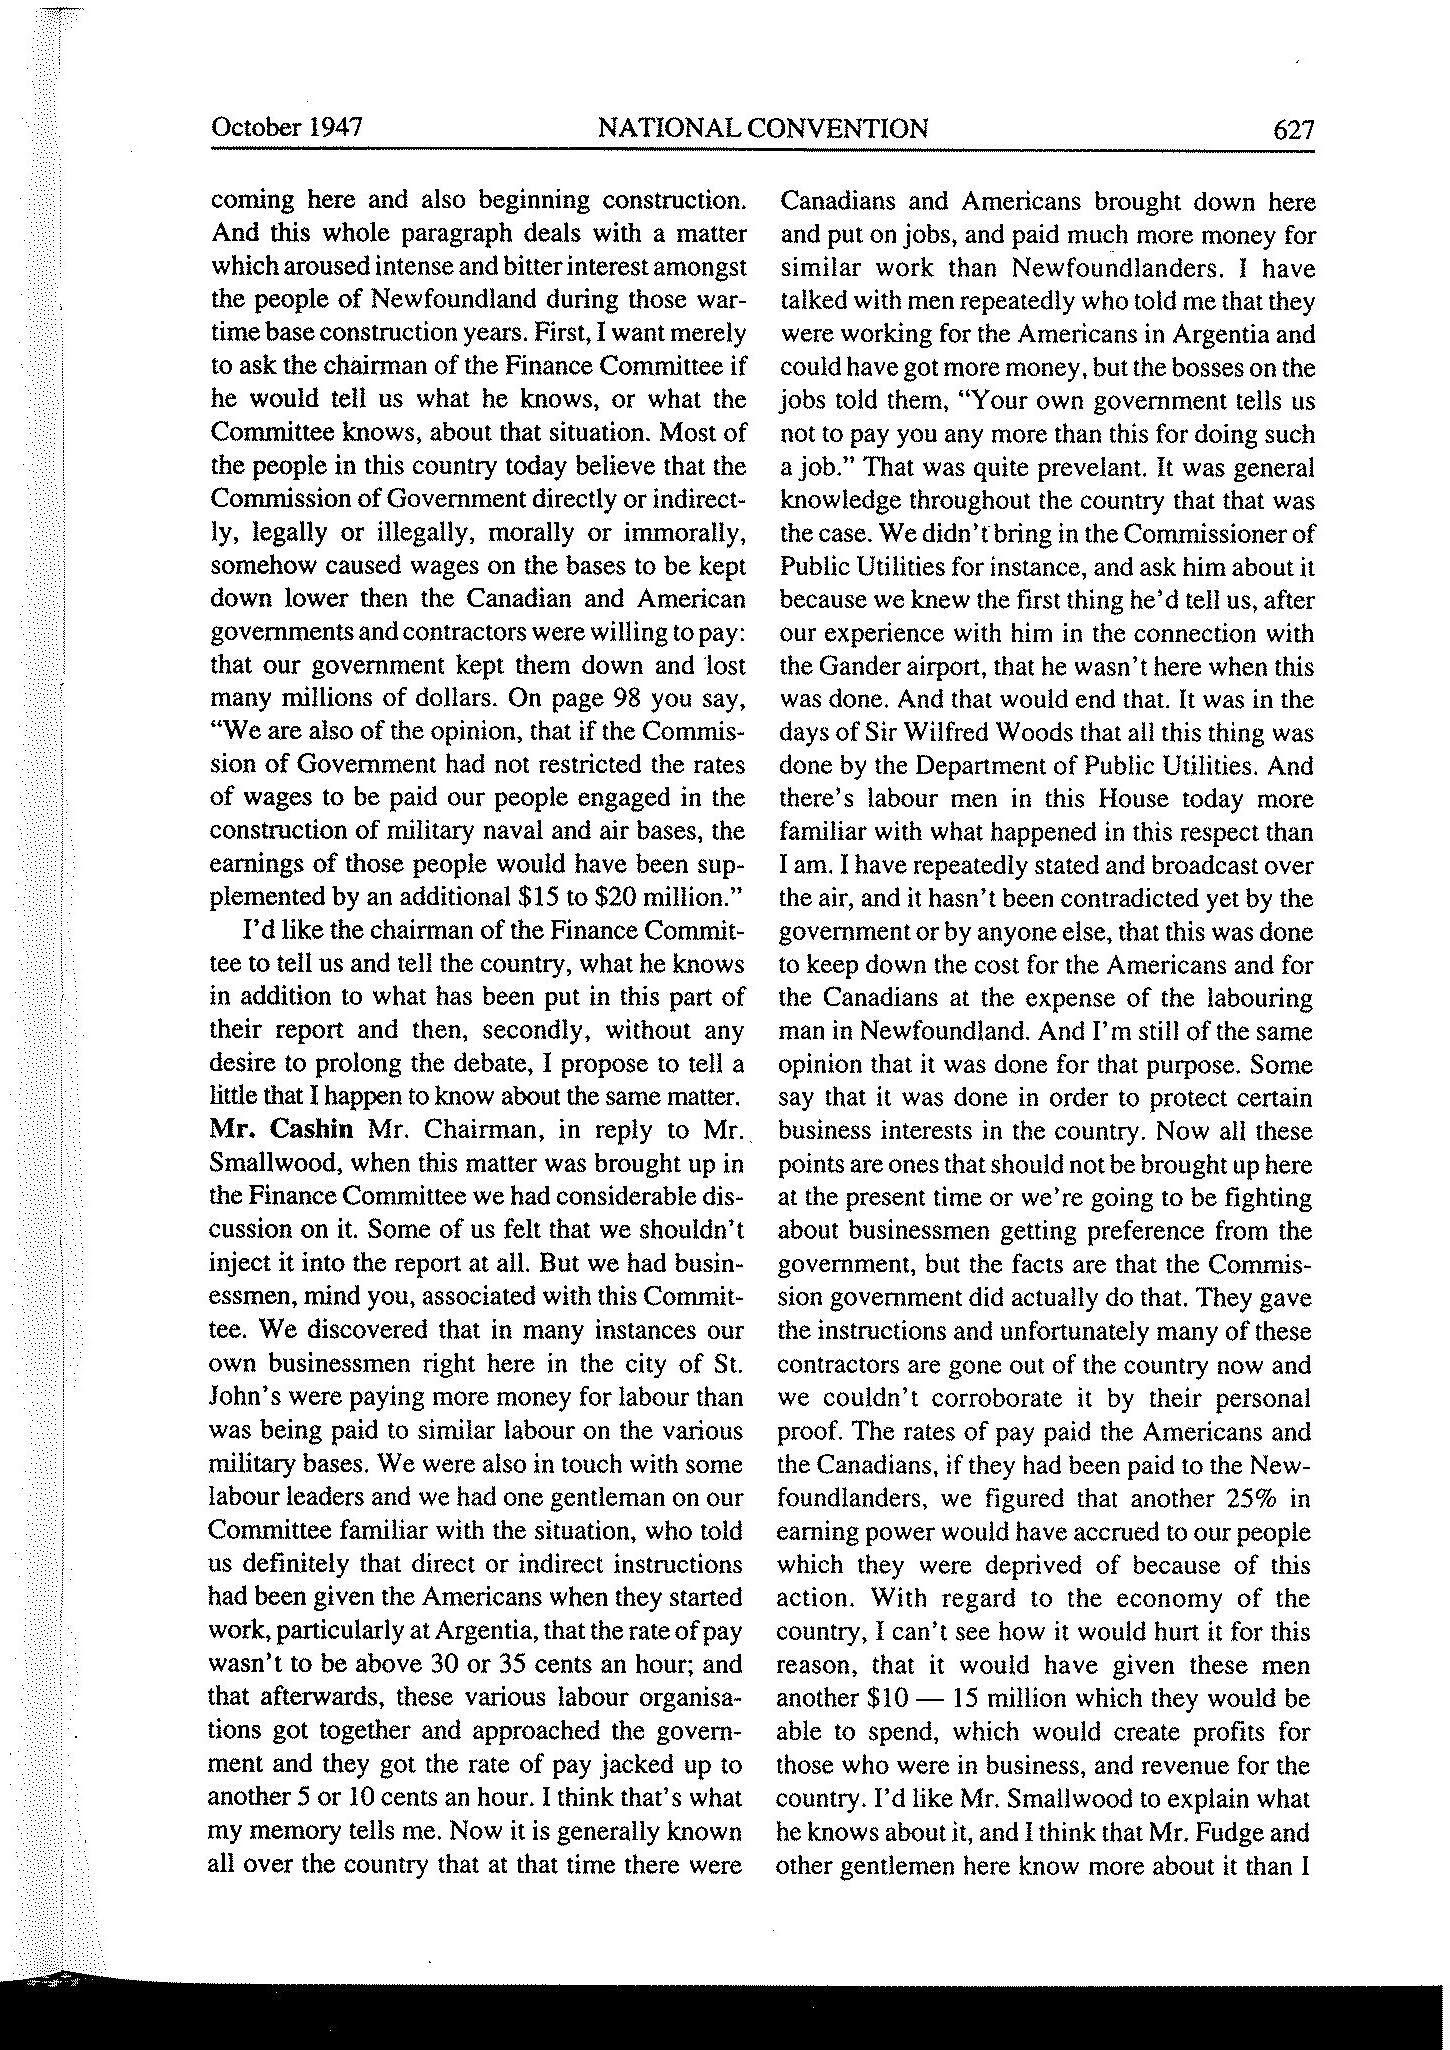 October 1947
NATIONAL CONVENTION
627
coming here and also beginning construction.
And this whole paragraph deals with a matter
which aroused intense and bitter interest amongst
the people of Newfoundland during those war-
time base construction years. First, I want merely
to ask the chairman of the Finance Committee if
he would tell us what he knows, or what the
Committee knows, about that situation. Most of
the people in this country today believe that the
Commission of Government directly or indirect-
ly, legally or illegally, morally or immorally,
somehow caused wages on the bases to be kept
down lower then the Canadian and American
governments and contractors were willing to pay:
that our government kept them down and lost
many millions of dollars. On page 98 you say,
“We are also of the opinion, that if the Commis-
sion of Government had not restricted the rates
of wages to be paid our people engaged in the
construction of military naval and air bases, the
earnings of those people would have been sup-
plemented by an additional $15 to $20 million.”
I’d like the chairman of the Finance Commit-
tee to tell us and tell the country, what he knows
in addition to what has been put in this part of
their report and then, secondly, without any
desire to prolong the debate, I propose to tell a
little that I happen to know about the same matter.
Mr. Cashin Mr. Chairman, in reply to Mr.
Smallwood, when this matter was brought up in
the Finance Committee we had considerable dis-
cussion on it. Some of us felt that we shouldn’t
inject it into the report at all. But we had busin-
essmen, mind you, associated with this Commit-
tee. We discovered that in many instances our
own businessmen right here in the city of St.
John’s were paying more money for labour than
was being paid to similar labour on the various
military bases. We were also in touch with some
labour leaders and we had one gentleman on our
Committee familiar with the situation, who told
us definitely that direct or indirect instructions
had been given the Americans when they started
work, particularly at Argentia, that the rate of pay
wasn’t to be above 30 or 35 cents an hour; and
that afterwards, these various labour organisa-
tions got together and approached the govern-
ment and they got the rate of pay jacked up to
another 5 or 10 cents an hour. I think that’s what
my memory tells me. Now it is generally known
all over the country that at that time there were
Canadians and Americans brought down here
and put on jobs, and paid much more money for
similar work than Newfoundlanders. I have
talked with men repeatedly who told me that they
were working for the Americans in Argentia and
could have got more money, but the bosses on the
jobs told them, “Your own government tells us
not to pay you any more than this for doing such
a job.” That was quite prevelant. It was general
knowledge throughout the country that that was
the case. We didn’t bring in the Commissioner of
Public Utilities for instance, and ask him about it
because we knew the first thing he’d tell us, after
our experience with him in the connection with
the Gander airport, that he wasn’t here when this
was done. And that would end that. It was in the
days of Sir Wilfred Woods that all this thing was
done by the Department of Public Utilities. And
there’s labour men in this House today more
familiar with what happened in this respect than
I am. I have repeatedly stated and broadcast over
the air, and it hasn’t been contradicted yet by the
government or by anyone else, that this was done
to keep down the cost for the Americans and for
the Canadians at the expense of the labouring
man in Newfoundland. And I’m still of the same
opinion that it was done for that purpose. Some
say that it was done in order to protect certain
business interests in the country. Now all these
points are ones that should not be brought up here
at the present time or we’re going to be fighting
about businessmen getting preference from the
government, but the facts are that the Commis-
sion government did actually do that. They gave
the instructions and unfortunately many of these
contractors are gone out of the country now and
we couldn’t corroborate it by their personal
proof. The rates of pay paid the Americans and
the Canadians, if they had been paid to the New-
foundlanders, we figured that another 25% in
earning power would have accrued to our people
which they were deprived of because of this
action. With regard to the economy of the
country, I can’t see how it would hurt it for this
reason, that it would have given these men
another $10 — 15 million which they would be
able to spend, which would create profits for
those who were in business, and revenue for the
country. I’d like Mr. Smallwood to explain what
he knows about it, and I think that Mr. Fudge and
other gentlemen here know more about it than I